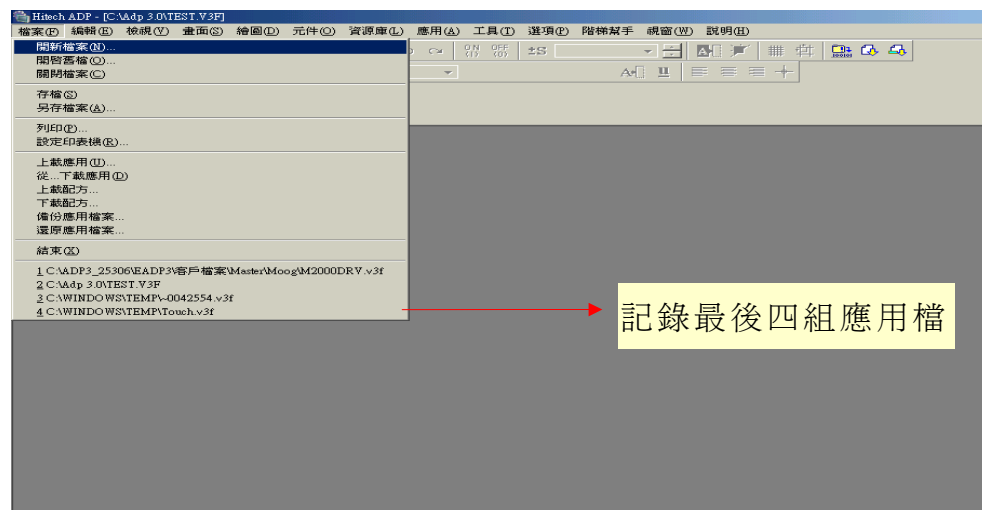 Hitech ADP - [C:\Adp 3.0\TEST.V3F]
檔案(F) 編輯(E) 檢視(V) 畫面(S) 繪圖(D) 元件(O) 資源庫(L) 應用(A) 工具(T) 選項(P) 階梯幫手 視窗(W) 說明(H)
開新檔案(N)...
開啟舊檔(O)...
關閉檔案(C)
存檔(S)
另存檔案(A)...
列印(P)...
設定印表機(R)...
上載應用(U)...
從...下載應用(D)
上載配方...
下載配方...
備份應用檔案...
還原應用檔案...
結束(X)
1 C:\ADP3_25306\EADP3\客戶檔案\Master\Moog\M2000DRV.v3f
2 C:\Adp 3.0\TEST.V3F
3 C:\WINDOWS\TEMP\~0042554.v3f
4 C:\WINDOWS\TEMP\Touch.v3f
ON (1) OFF (0) ±S
A U
記錄最後四組應用檔